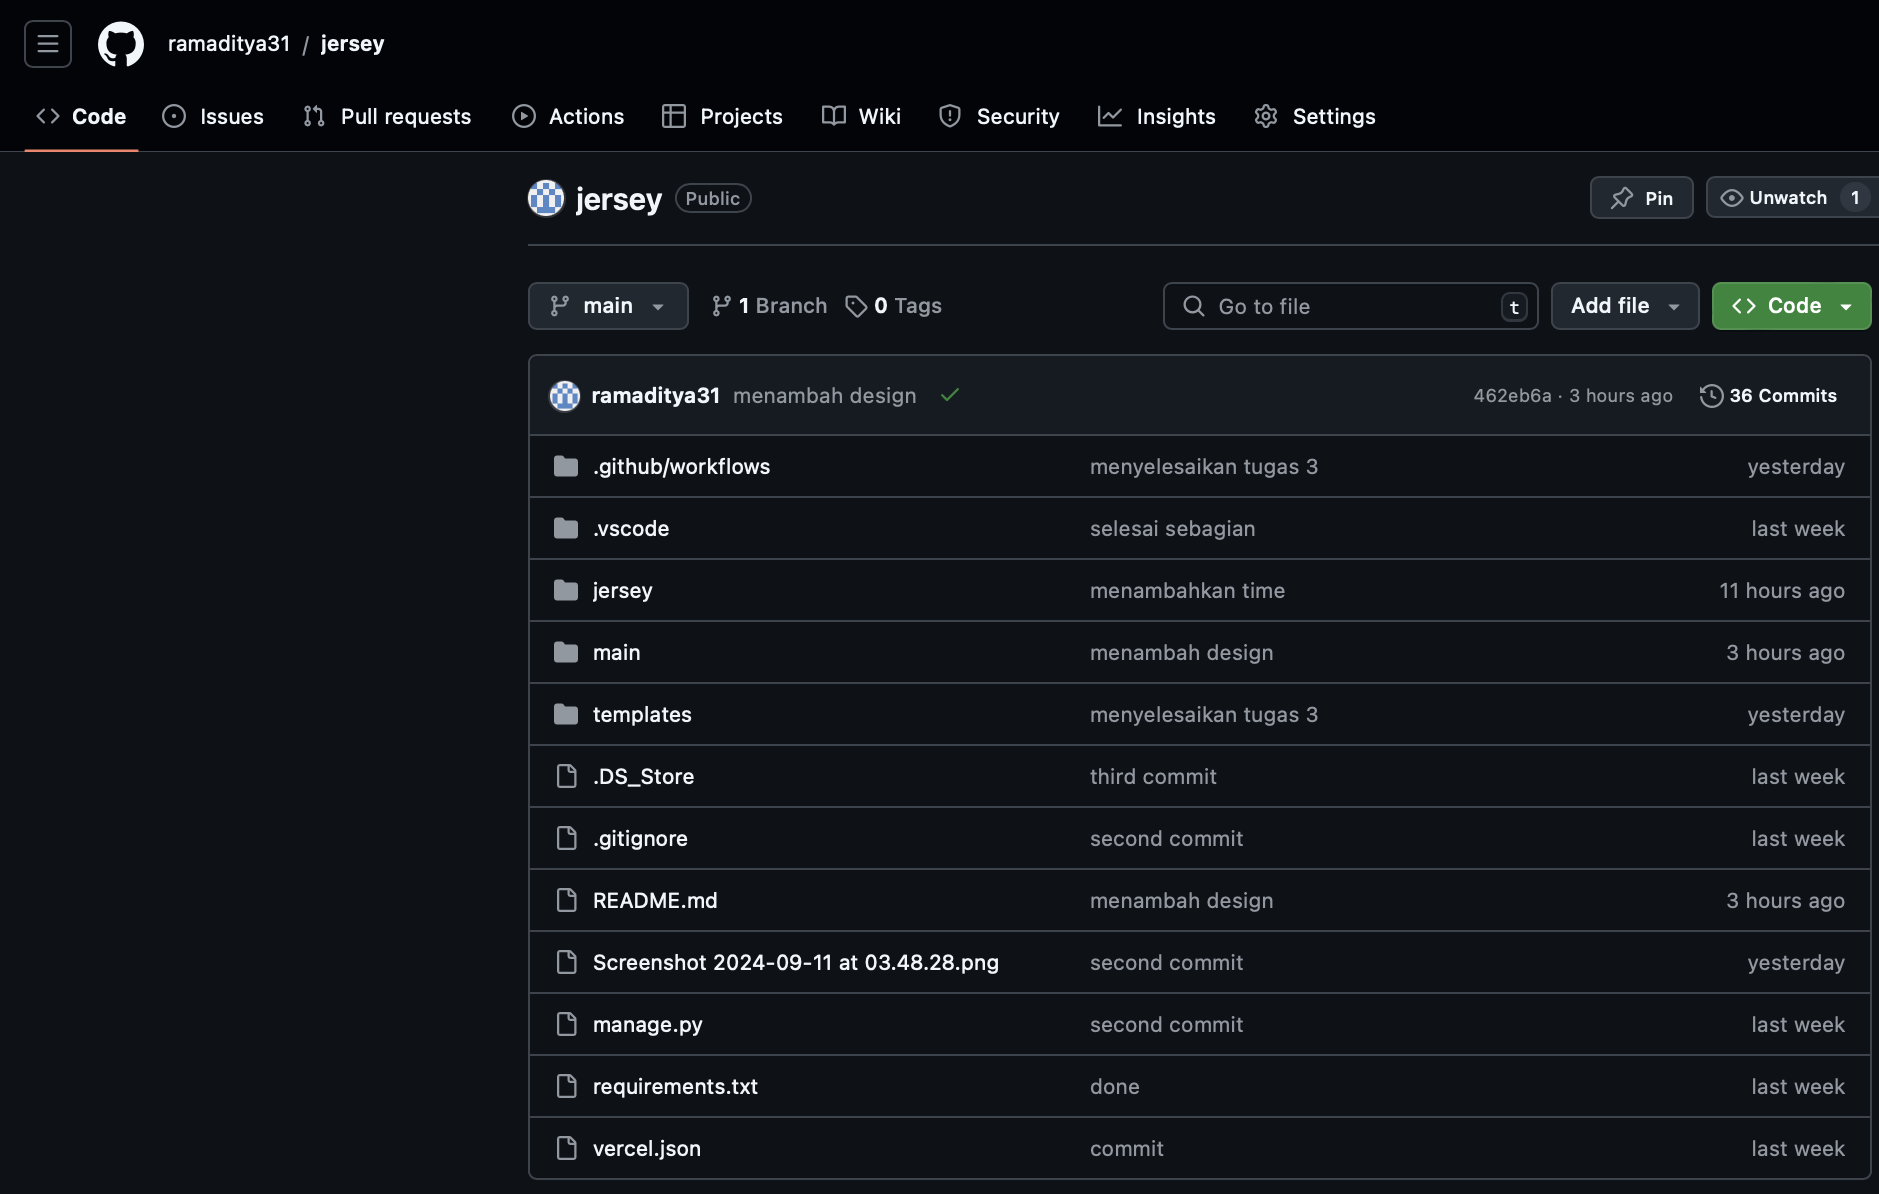 ramaditya31 / jersey
Code Issues Pull requests Actions Projects Wiki Security Insights Settings
jersey Public Pin Unwatch 1
main 1 Branch 0 Tags Go to file t Add file Code
ramaditya31 menambah design 462eb6a · 3 hours ago 36 Commits
.github/workflows menyelesaikan tugas 3 yesterday
.vscode selesai sebagian last week
jersey menambahkan time 11 hours ago
main menambah design 3 hours ago
templates menyelesaikan tugas 3 yesterday
.DS_Store third commit last week
.gitignore second commit last week
README.md menambah design 3 hours ago
Screenshot 2024-09-11 at 03.48.28.png second commit yesterday
manage.py second commit last week
requirements.txt done last week
vercel.json commit last week